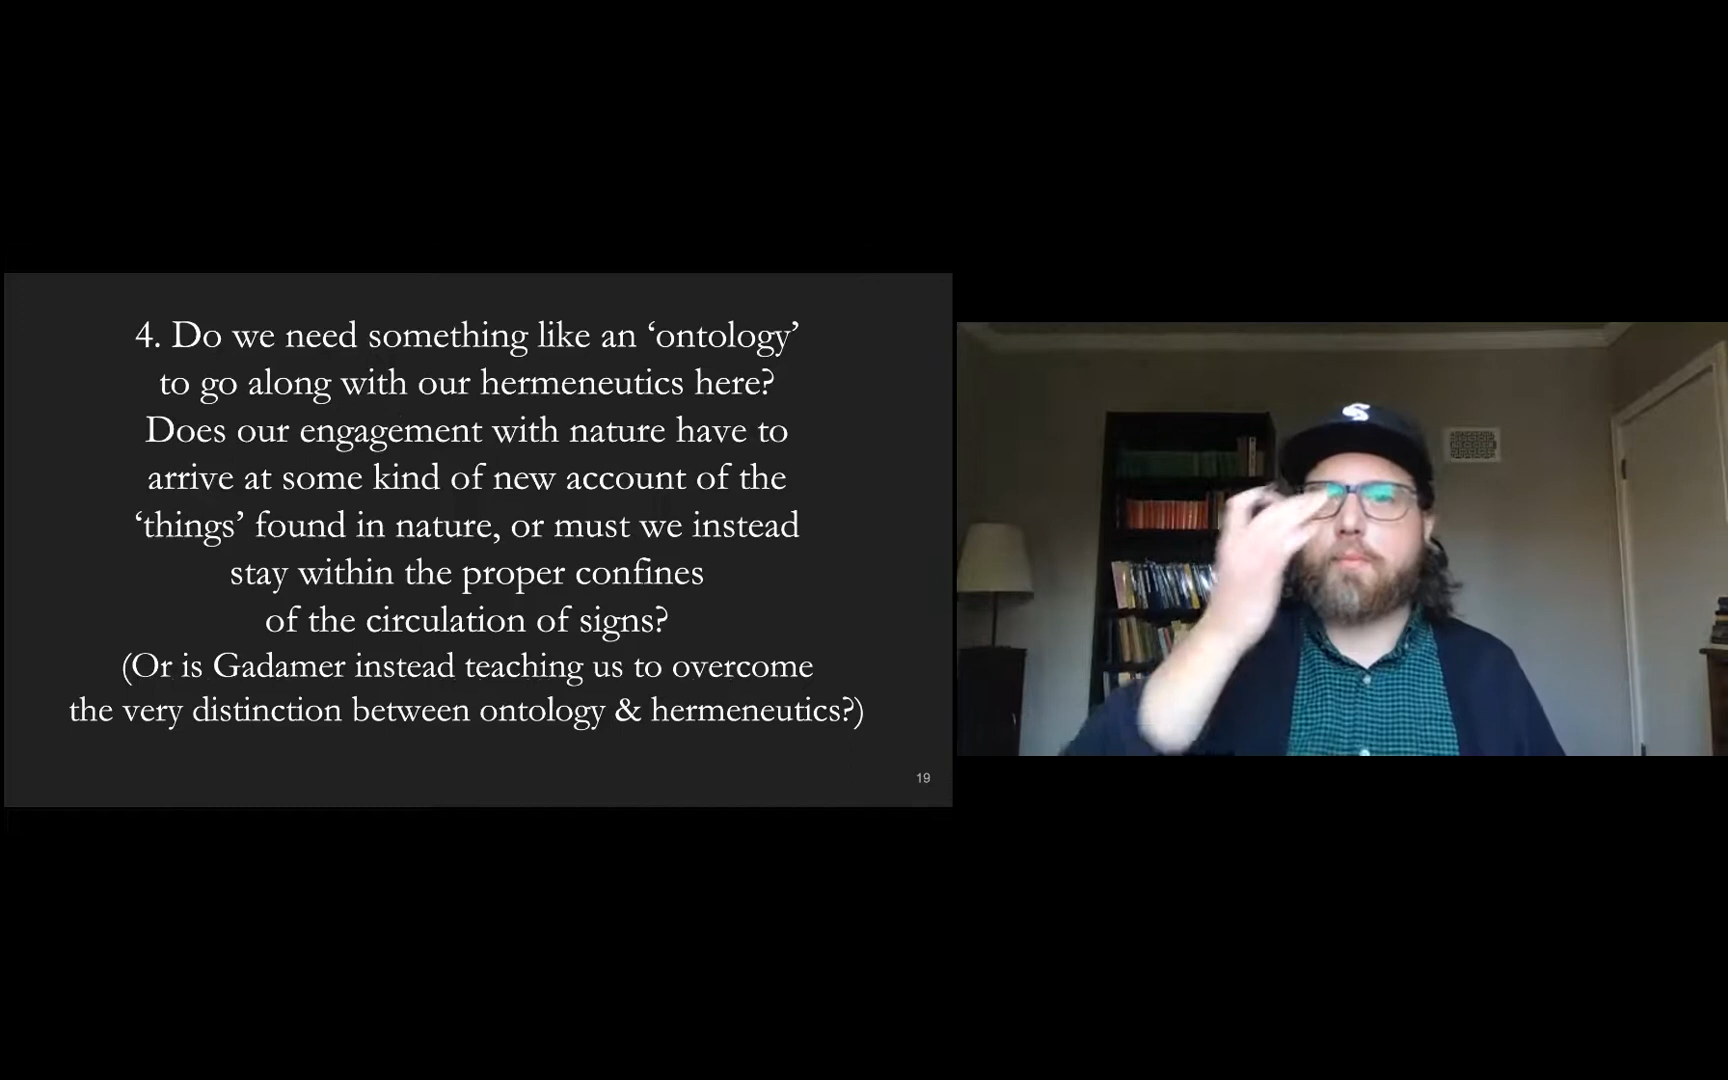 4. Do we need something like an ‘ontology’
to go along with our hermeneutics here?
Does our engagement with nature have to
arrive at some kind of new account of the
‘things’ found in nature, or must we instead
stay within the proper confines
of the circulation of signs?
(Or is Gadamer instead teaching us to overcome
the very distinction between ontology & hermeneutics?)
19
S